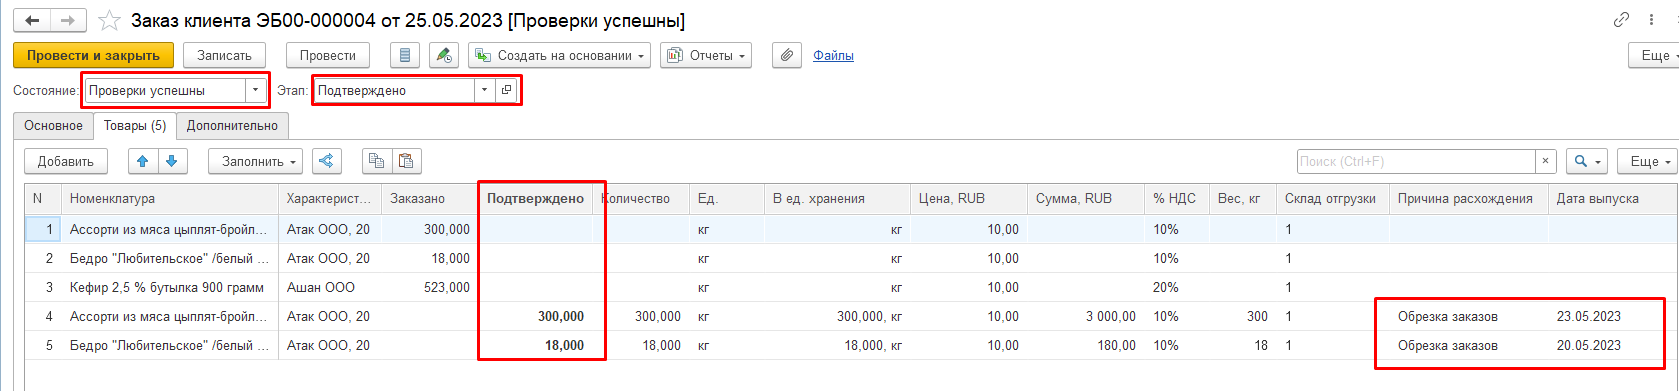 Заказ клиента ЭБ00-000004 от 25.05.2023 [Проверки успешны]
Провести и закрыть Записать Провести Создать на основании Отчеты Файлы Еще
Состояние: Проверки успешны Этап: Подтверждено
Основное Товары (5) Дополнительно
Добавить Заполнить Поиск (Ctrl+F) × Еще
N Номенклатура Характерист... Заказано Подтверждено Количество Ед. В ед. хранения Цена, RUB Сумма, RUB % НДС Вес, кг Склад отгрузки Причина расхождения Дата выпуска
1 Ассорти из мяса цыплят-бройл... Атак ООО, 20 300,000 кг кг 10,00 10% 1
2 Бедро "Любительское" /белый ... Атак ООО, 20 18,000 кг кг 10,00 10% 1
3 Кефир 2,5 % бутылка 900 грамм Ашан ООО 523,000 кг кг 10,00 20% 1
4 Ассорти из мяса цыплят-бройл... Атак ООО, 20 300,000 300,000 кг 300,000, кг 10,00 3 000,00 10% 300 1 Обрезка заказов 23.05.2023
5 Бедро "Любительское" /белый ... Атак ООО, 20 18,000 18,000 кг 18,000, кг 10,00 180,00 10% 18 1 Обрезка заказов 20.05.2023